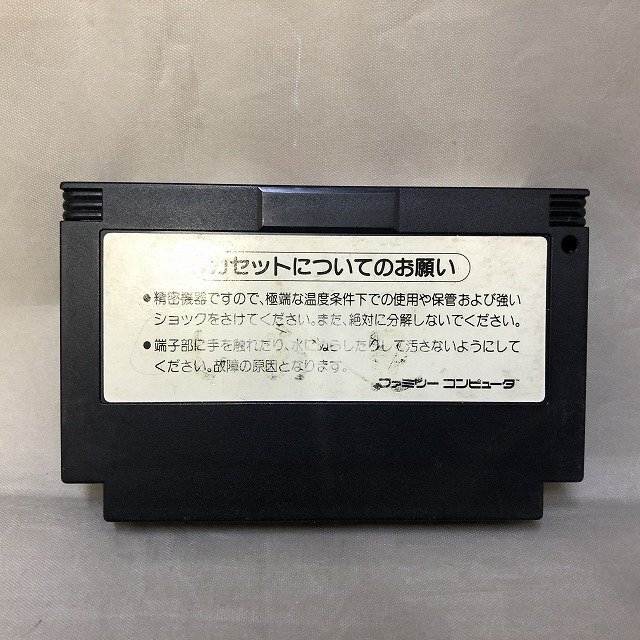 カセットについてのお願い
●精密機器ですので、極端な温度条件下での使用や保管および強い
ショックをさけてください。また、絶対に分解しないでください。
●端子部に手を触れたり、水にぬらしたりして汚さないようにして
ください。故障の原因となります。
ファミリー コンピュータ